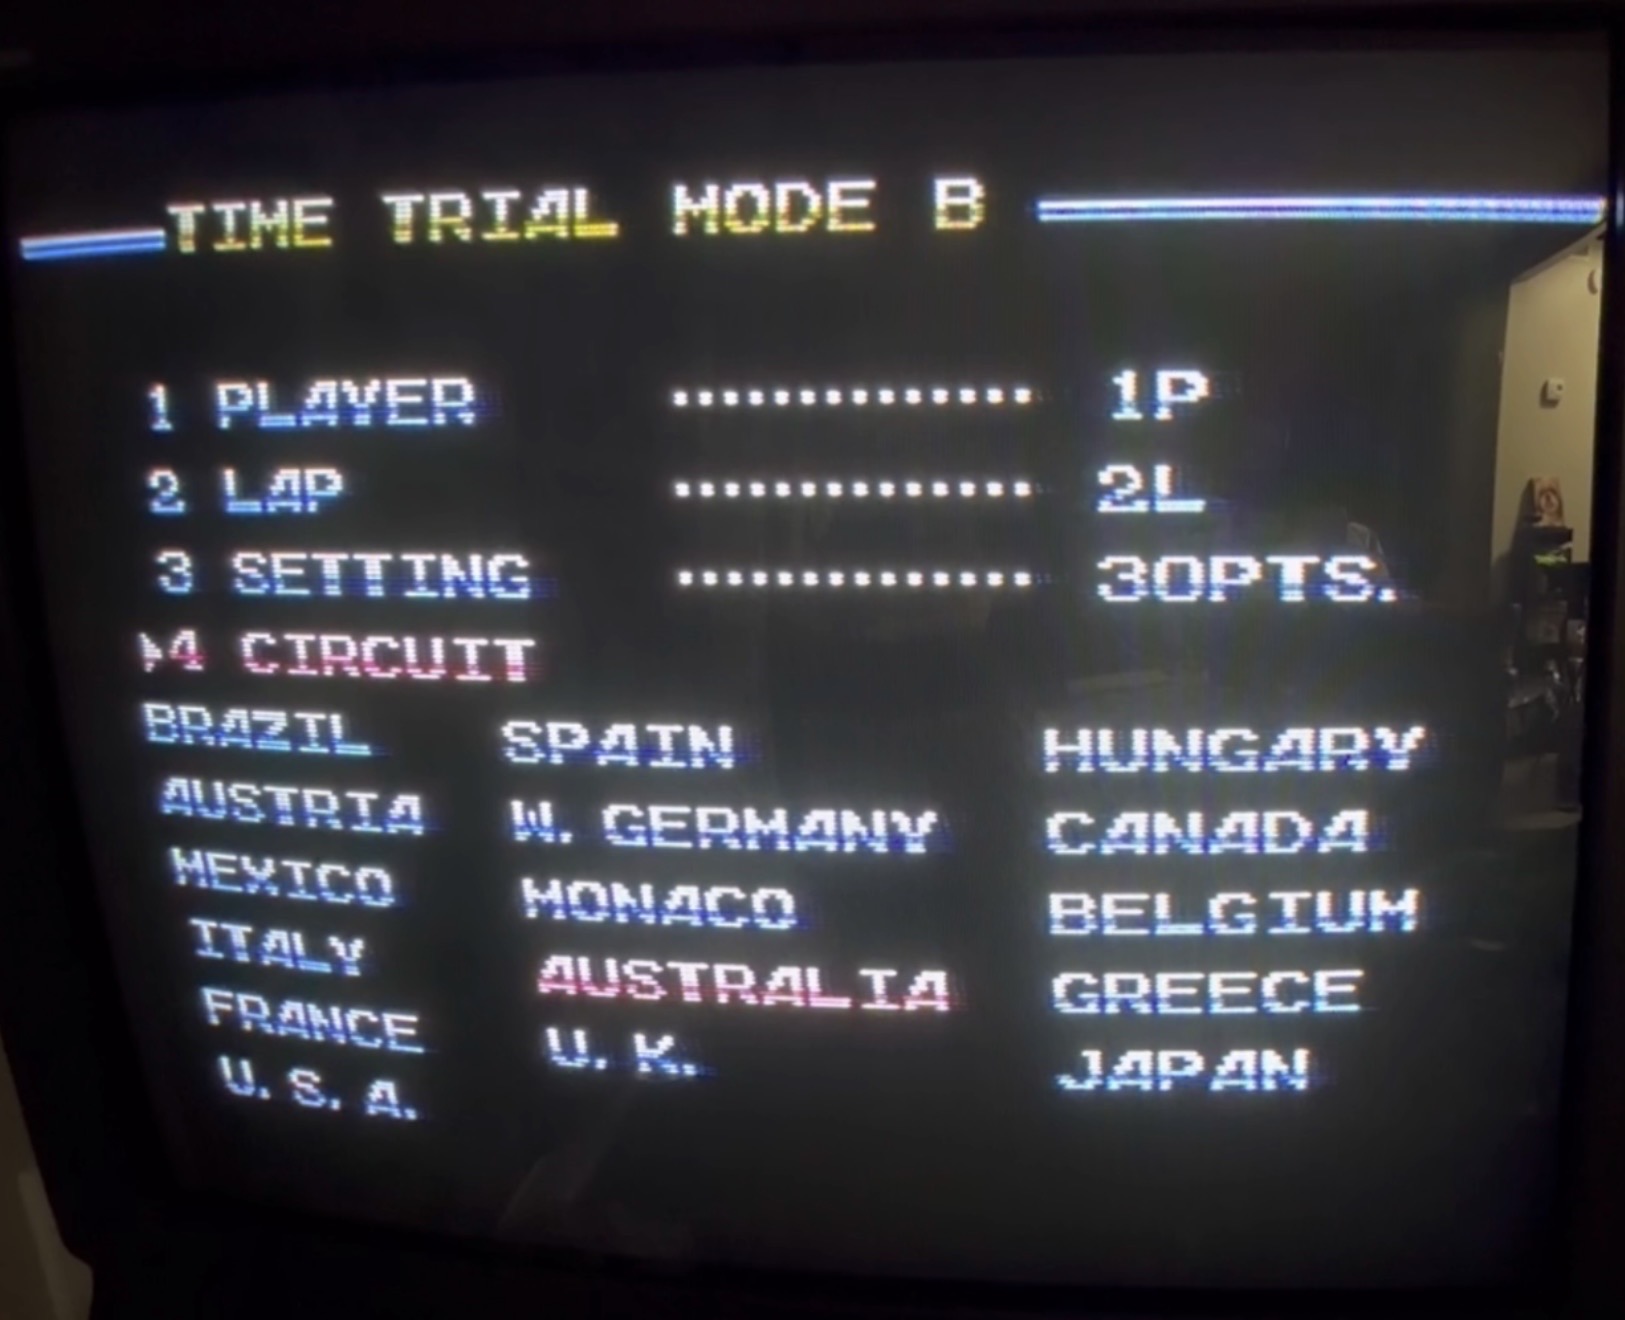 TIME TRIAL MODE B
1 PLAYER .............. 1P
2 LAP .............. 2L
3 SETTING .............. 30PTS.
▶4 CIRCUIT
BRAZIL SPAIN HUNGARY
AUSTRIA W. GERMANY CANADA
MEXICO MONACO BELGIUM
ITALY AUSTRALIA GREECE
FRANCE U. K. JAPAN
U. S. A.